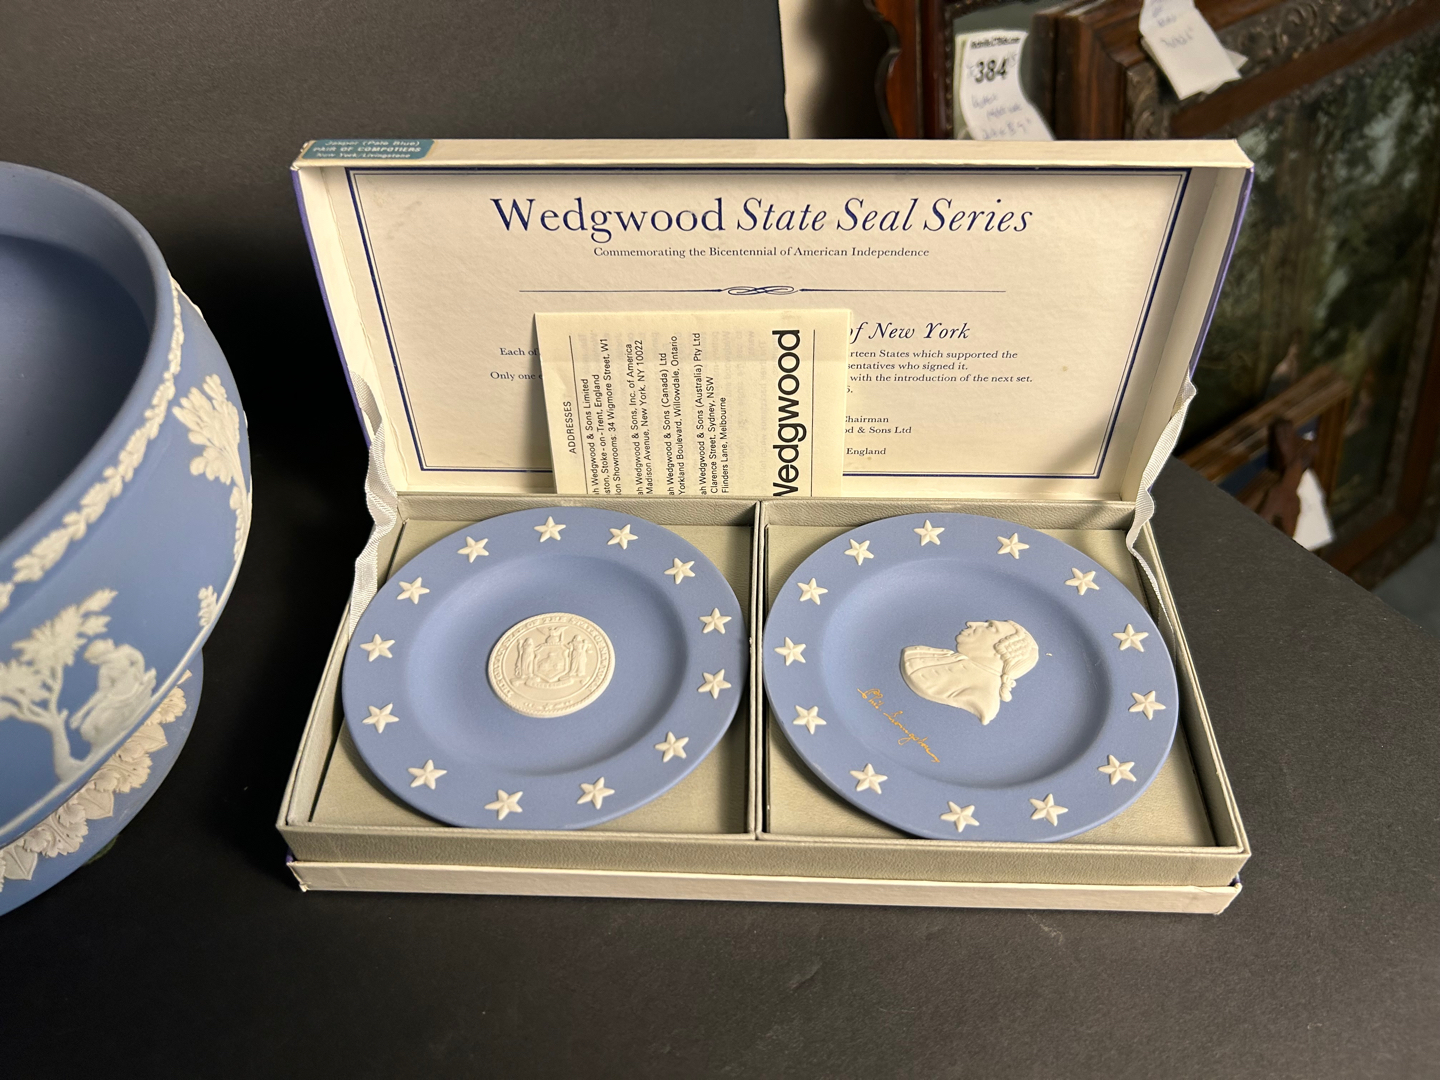 384
Jasper (Pale Blue)
PAIR OF COMPOTIERS
New York/Livingstone
Wedgwood State Seal Series
Commemorating the Bicentennial of American Independence
of New York
Each of
rteen States which supported the
sentatives who signed it.
Only one
with the introduction of the next set.
Chairman
d & Sons Ltd
England
ADDRESSES
ah Wedgwood & Sons Limited
ston, Stoke-on-Trent, England
on Showrooms: 34 Wigmore Street, W1
ah Wedgwood & Sons, Inc. of America
Madison Avenue, New York, NY 10022
ah Wedgwood & Sons (Canada) Ltd
Yorkland Boulevard, Willowdale, Ontario
ah Wedgwood & Sons (Australia) Pty Ltd
Clarence Street, Sydney, NSW
Flinders Lane, Melbourne
Wedgwood